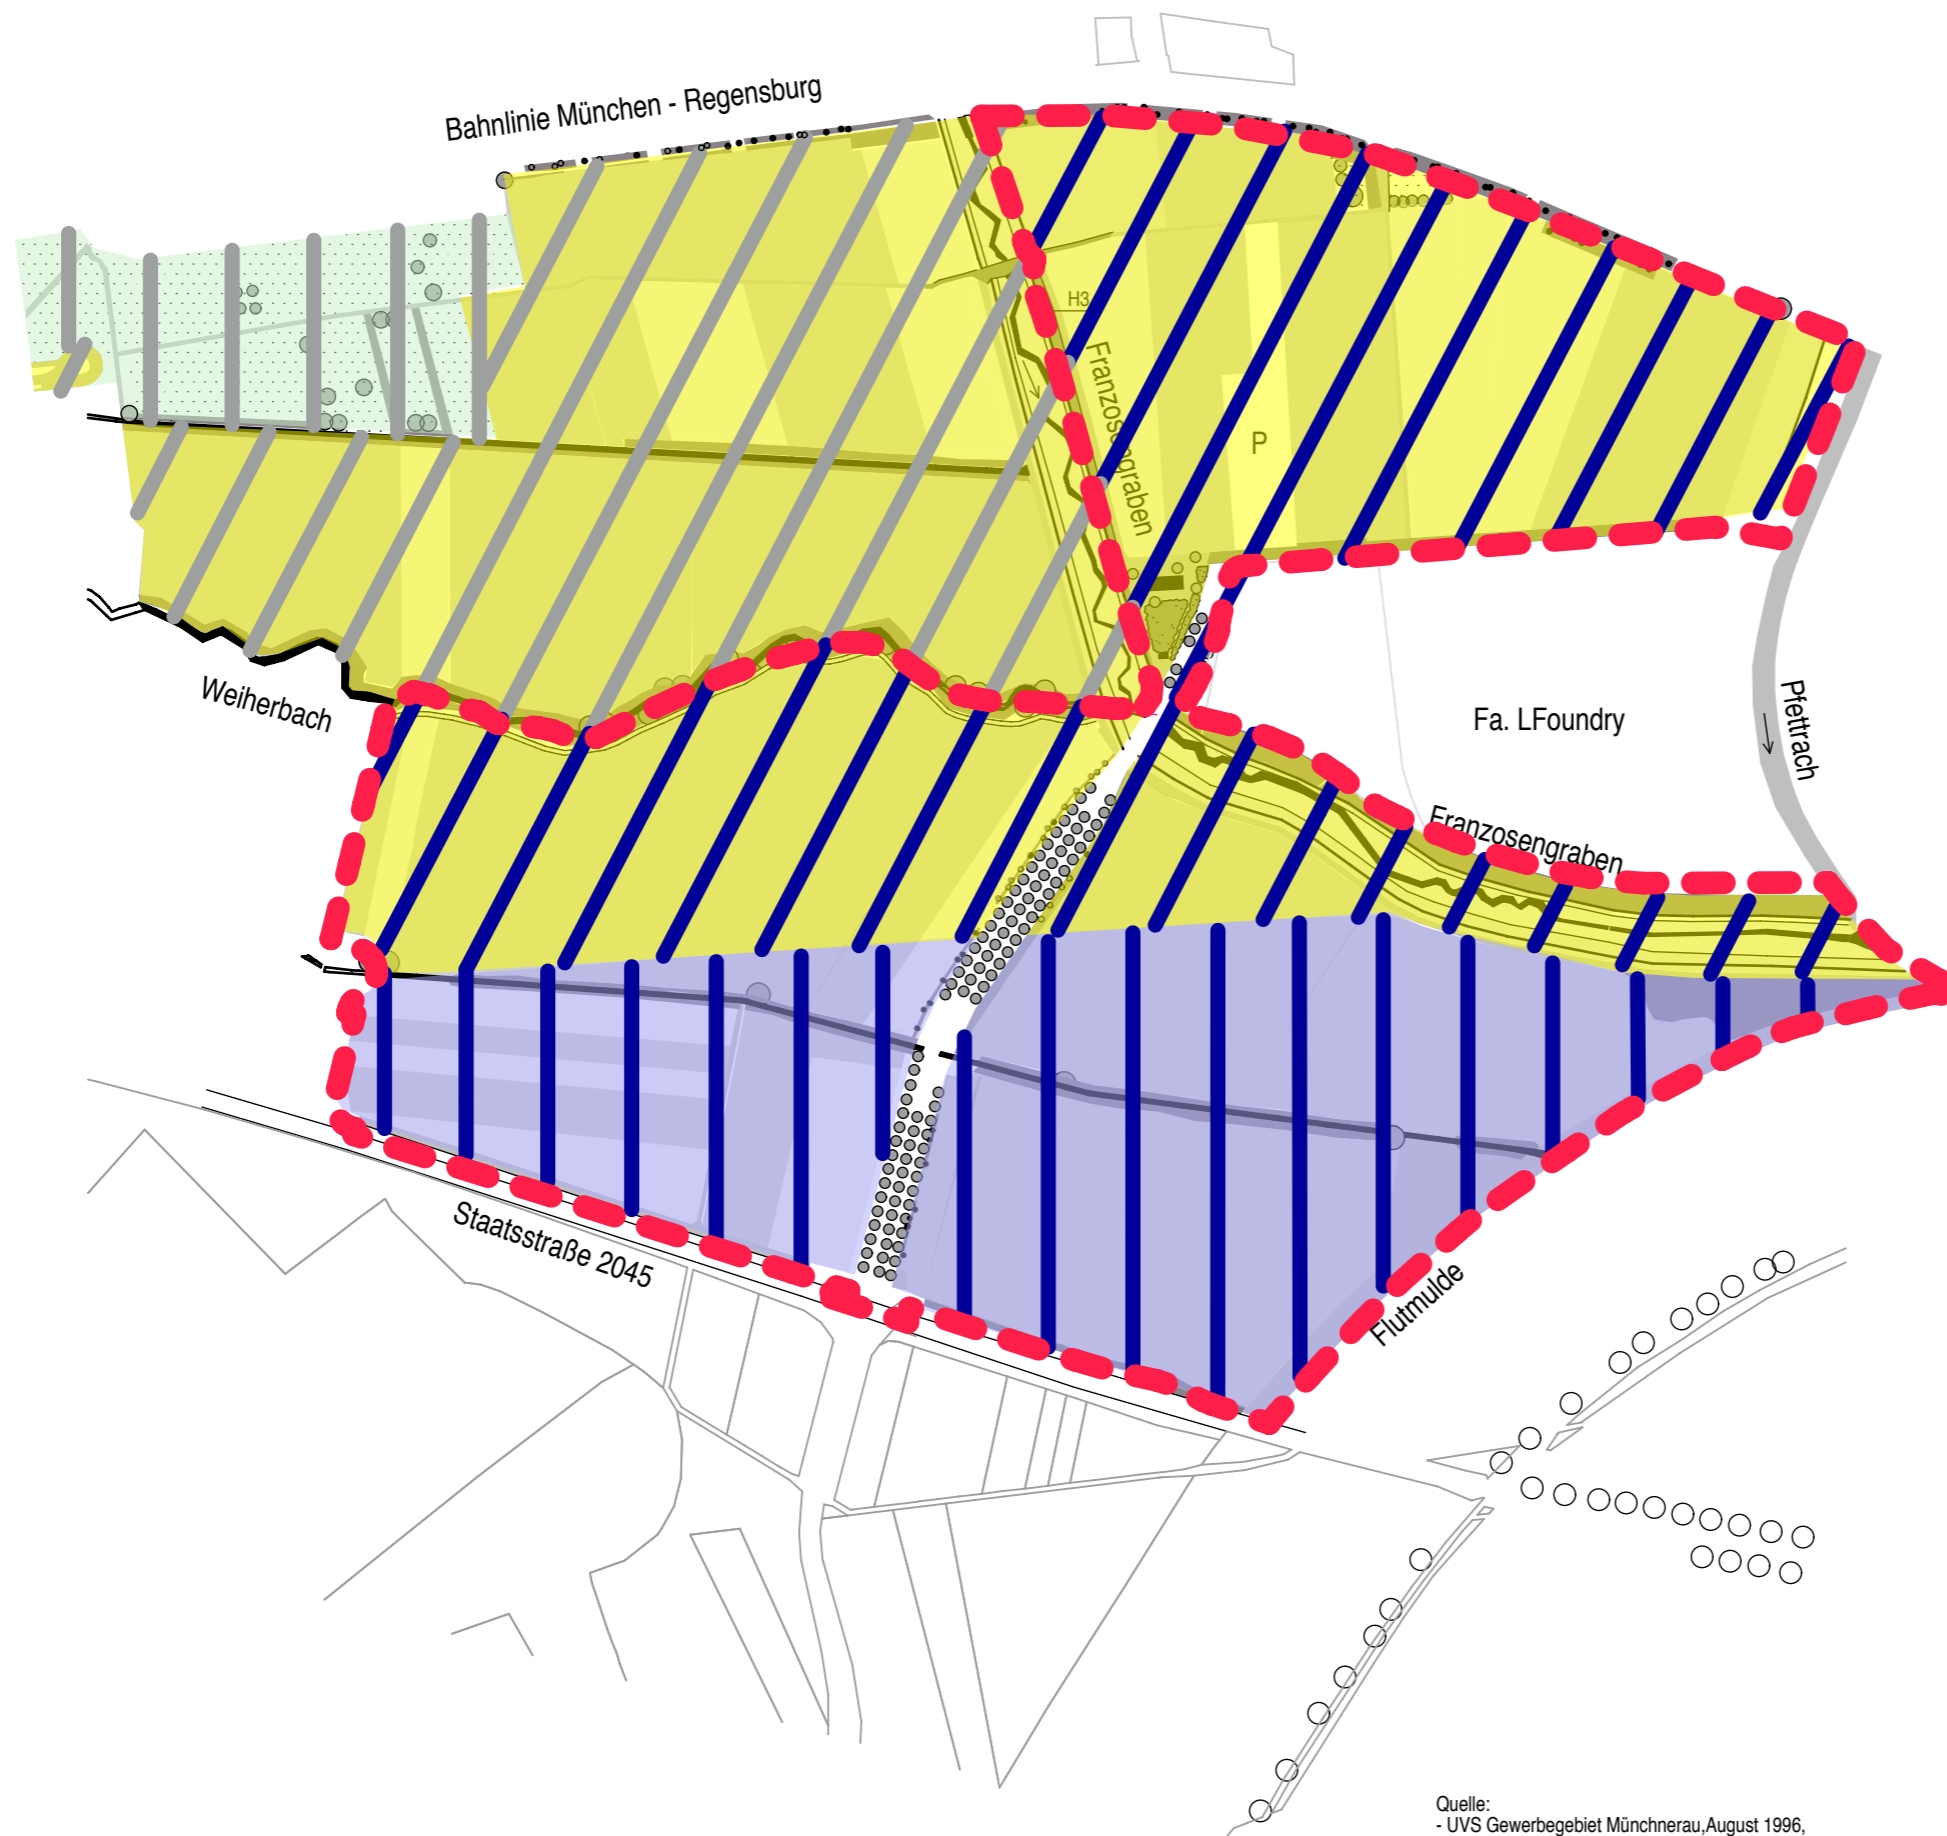 Bahnlinie München - Regensburg
H3
Franzosengraben
P
Weiherbach
Fa. LFoundry
Pfettrach
Franzosengraben
Staatsstraße 2045
Flutmulde
Quelle:
- UVS Gewerbegebiet Münchnerau,August 1996,